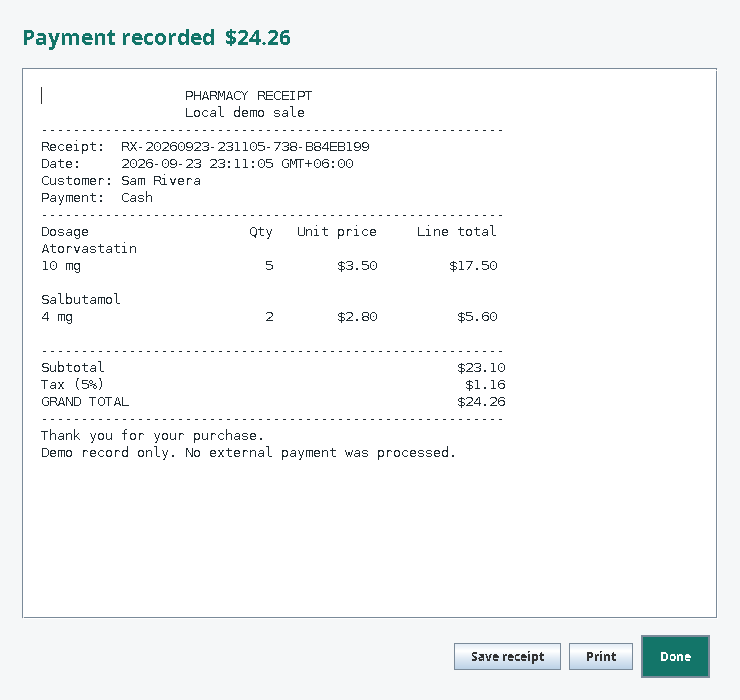 Payment recorded $24.26
PHARMACY RECEIPT
Local demo sale
----------------------------------------------------------
Receipt: RX-20260923-231105-738-B84EB199
Date: 2026-09-23 23:11:05 GMT+06:00
Customer: Sam Rivera
Payment: Cash
----------------------------------------------------------
Dosage Qty Unit price Line total
Atorvastatin
10 mg 5 $3.50 $17.50
Salbutamol
4 mg 2 $2.80 $5.60
----------------------------------------------------------
Subtotal $23.10
Tax (5%) $1.16
GRAND TOTAL $24.26
----------------------------------------------------------
Thank you for your purchase.
Demo record only. No external payment was processed.
Save receipt Print Done